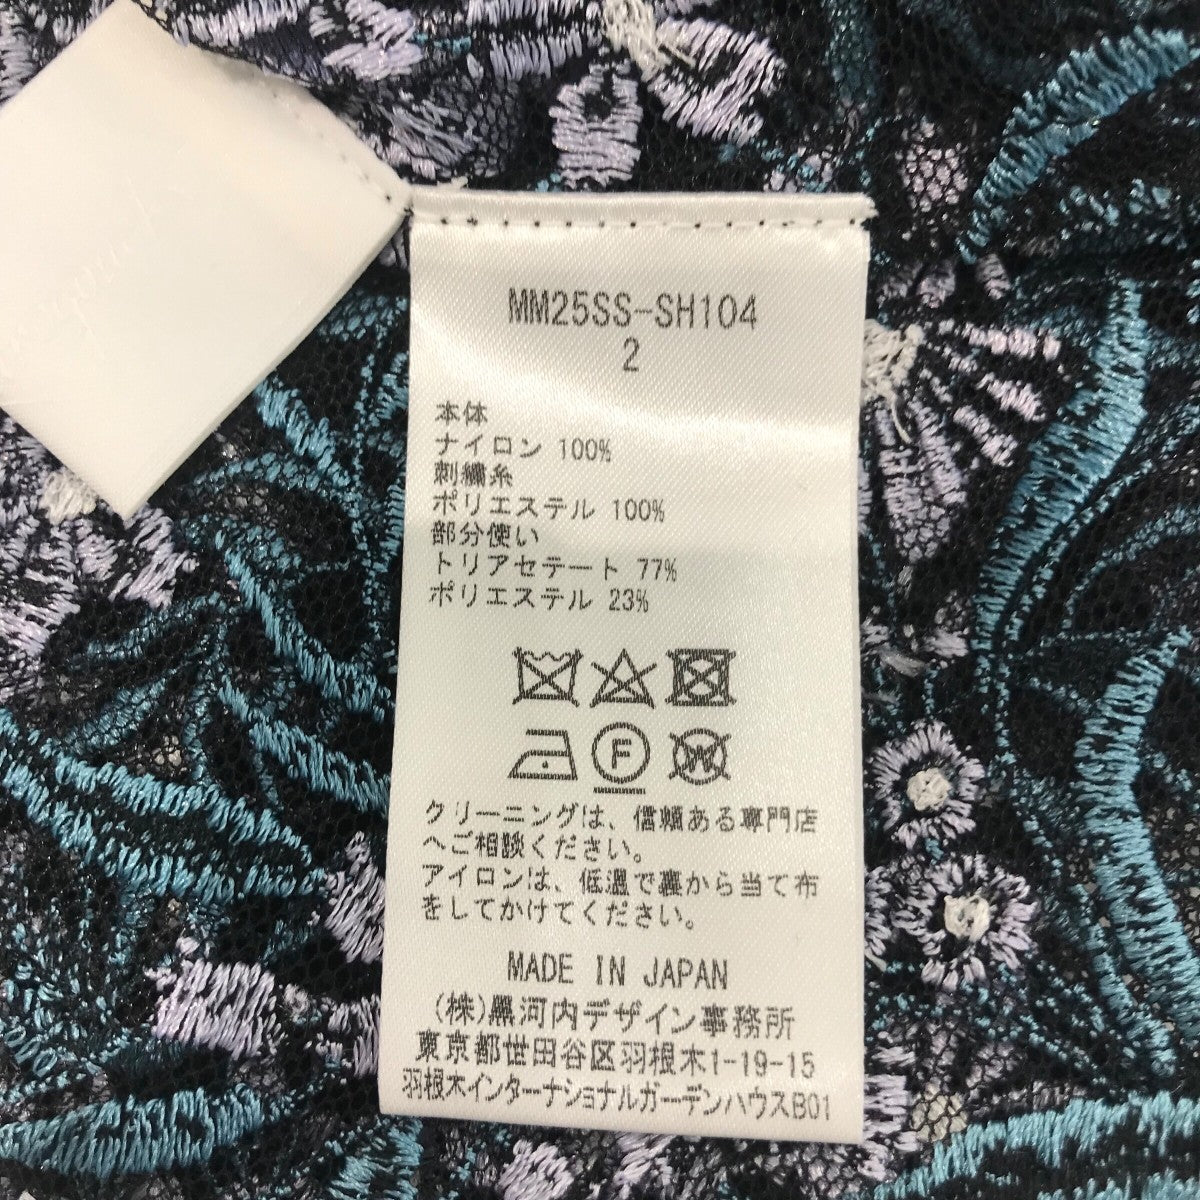 MM25SS-SH104
2
本体
ナイロン 100%
刺繍糸
ポリエステル 100%
部分使い
トリアセテート 77%
ポリエステル 23%
F
W
クリーニングは、信頼ある専門店
へご相談ください。
アイロンは、低温で裏から当て布
をしてかけてください。
MADE IN JAPAN
(株)黒河内デザイン事務所
東京都世田谷区羽根木1-19-15
羽根木インターナショナルガーデンハウスB01